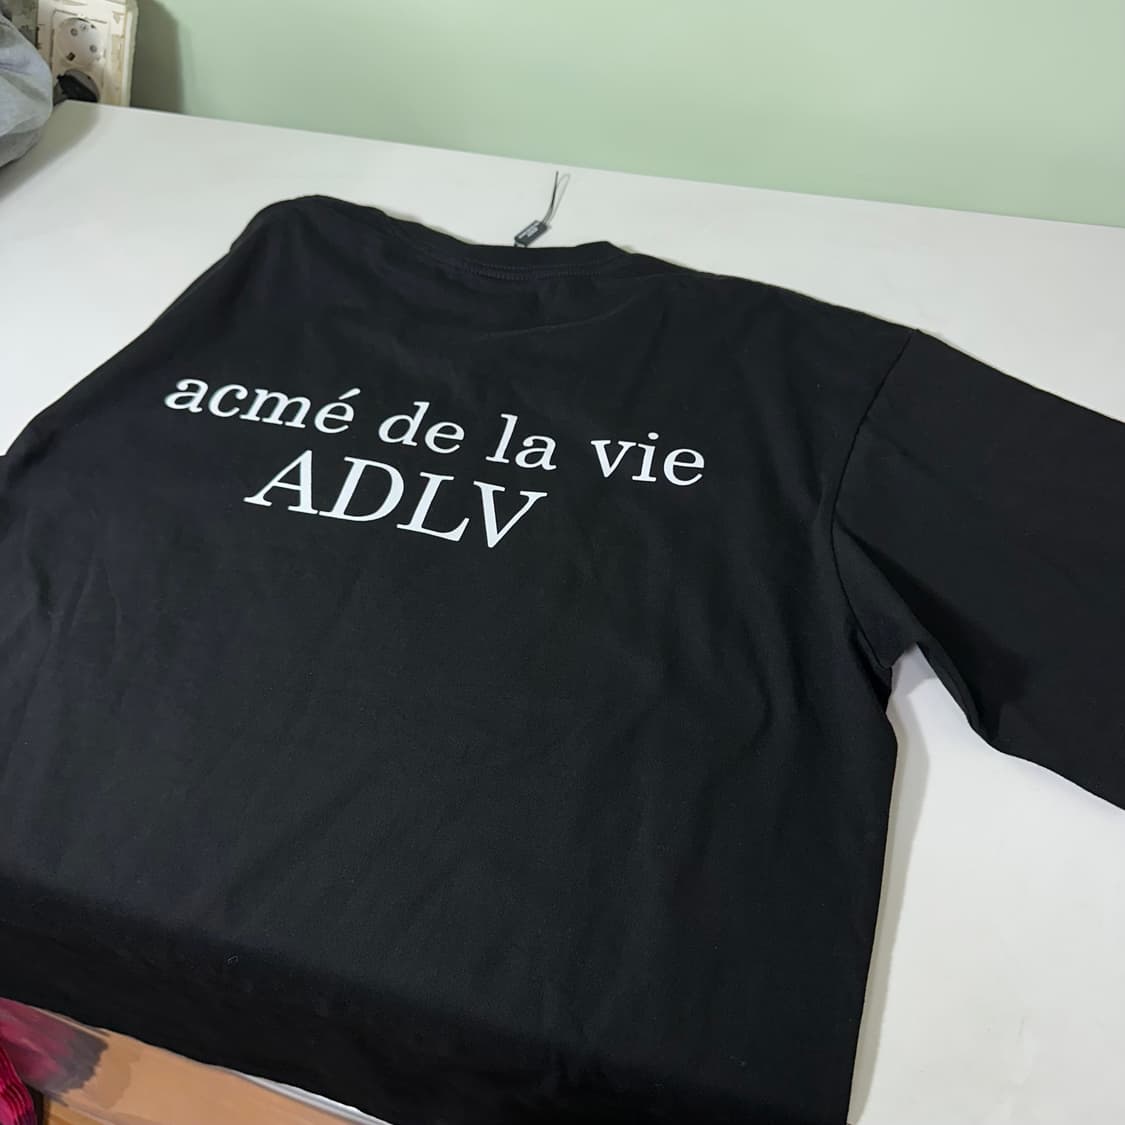 acmé de la vie
ADLV